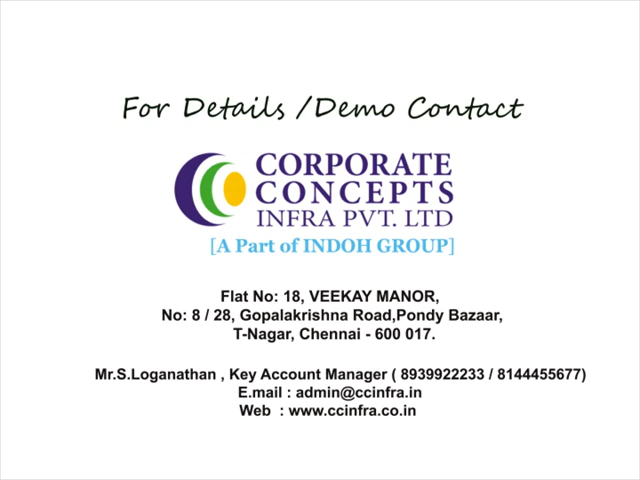 For Details /Demo Contact
CORPORATE
CONCEPTS
INFRA PVT. LTD
[A Part of INDOH GROUP]
Flat No: 18, VEEKAY MANOR,
No: 8 / 28, Gopalakrishna Road,Pondy Bazaar,
T-Nagar, Chennai - 600 017.
Mr.S.Loganathan , Key Account Manager ( 8939922233 / 8144455677)
E.mail : admin@ccinfra.in
Web : www.ccinfra.co.in